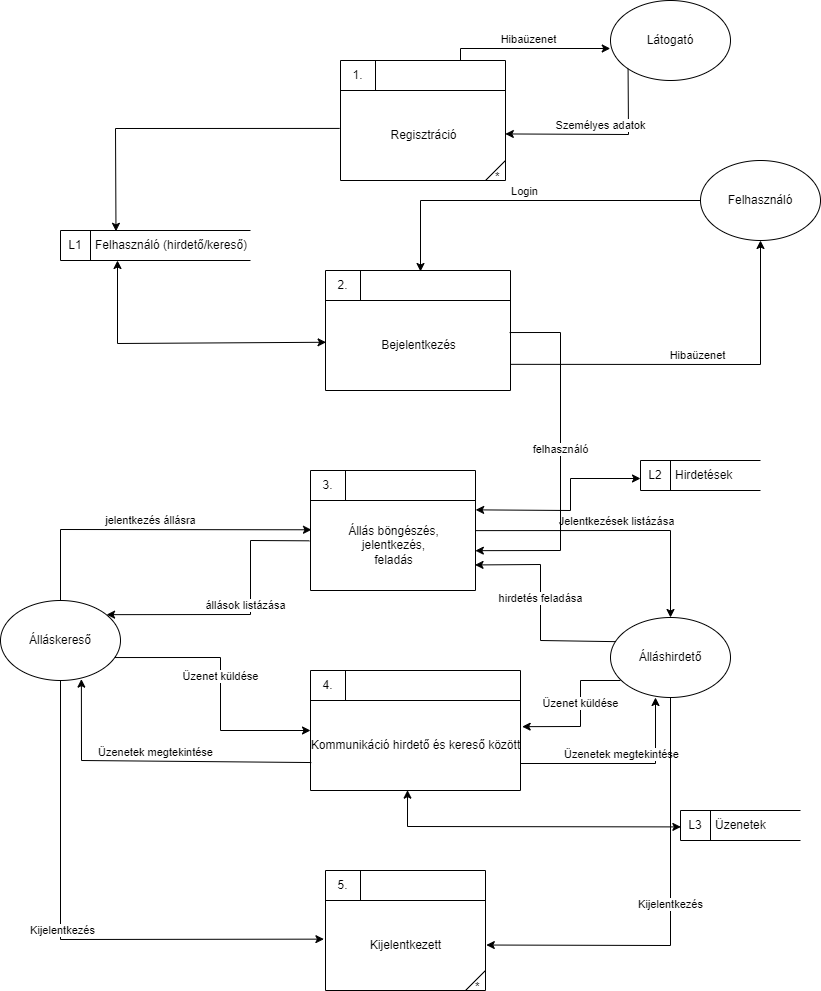 Hibaüzenet
Látogató
1.
Regisztráció
*
Személyes adatok
Login
Felhasználó
L1
Felhasználó (hirdető/kereső)
2.
Bejelentkezés
Hibaüzenet
felhasználó
3.
Állás böngészés,
jelentkezés,
feladás
L2
Hirdetések
jelentkezés állásra
Jelentkezések listázása
állások listázása
hirdetés feladása
Álláskereső
Álláshirdető
Üzenet küldése
4.
Kommunikáció hirdető és kereső között
Üzenet küldése
Üzenetek megtekintése
Üzenetek megtekintése
L3
Üzenetek
5.
Kijelentkezett
*
Kijelentkezés
Kijelentkezés